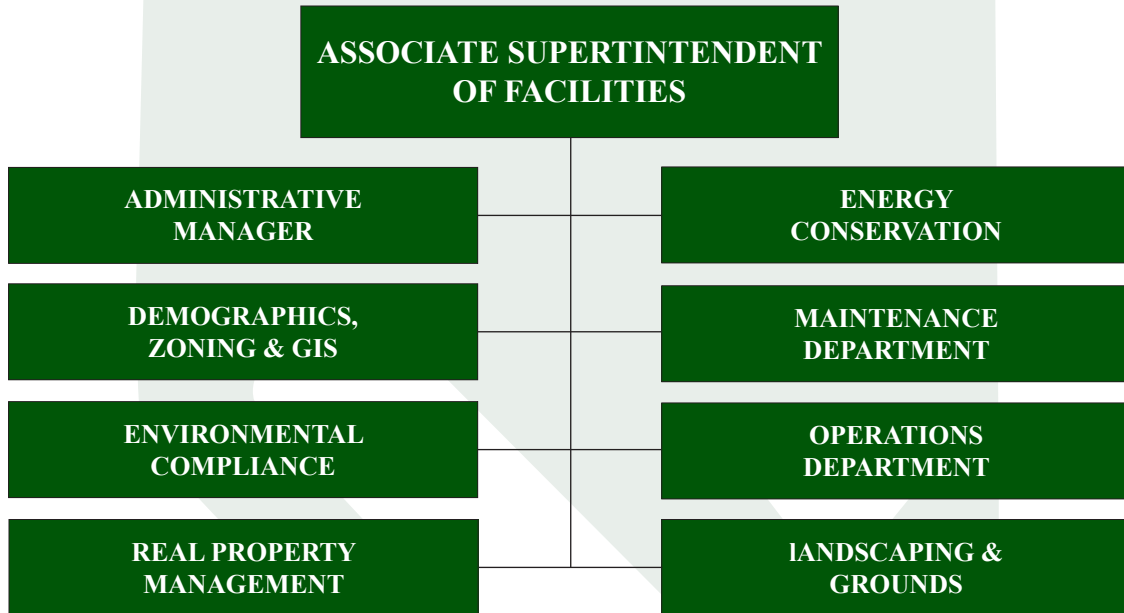 ASSOCIATE SUPERTINTENDENT
OF FACILITIES
ADMINISTRATIVE
MANAGER
ENERGY
CONSERVATION
DEMOGRAPHICS,
ZONING & GIS
MAINTENANCE
DEPARTMENT
ENVIRONMENTAL
COMPLIANCE
OPERATIONS
DEPARTMENT
REAL PROPERTY
MANAGEMENT
lANDSCAPING &
GROUNDS